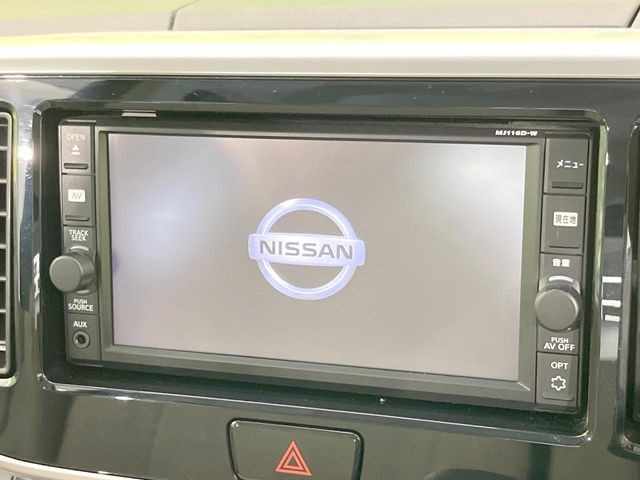 MJ116D-W
OPEN
AV
TRACK
SEEK
PUSH
SOURCE
AUX
NISSAN
メニュー
現在地
音量
PUSH
AV OFF
OPT